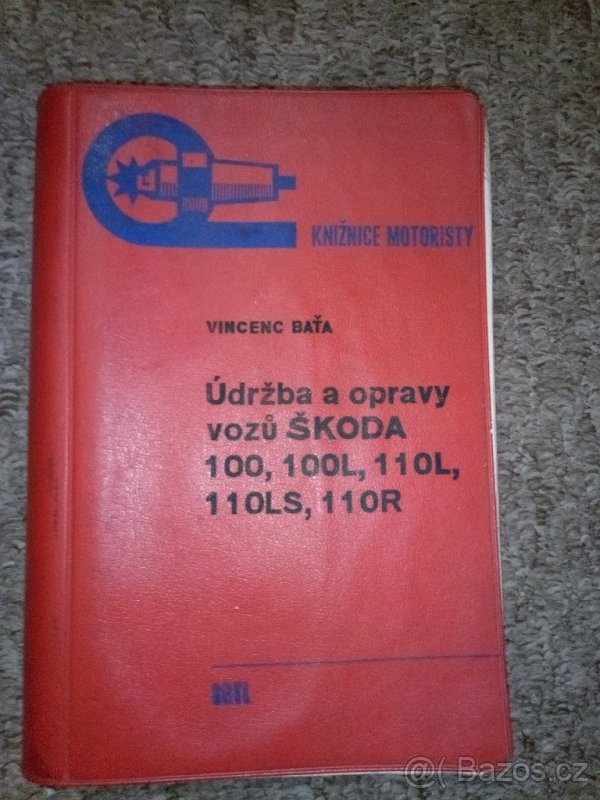 KNIŽNICE MOTORISTY
VINCENC BAŤA
Údržba a opravy
vozů ŠKODA
100, 100L, 110L,
110LS, 110R
SNTL
@( Bazos.cz